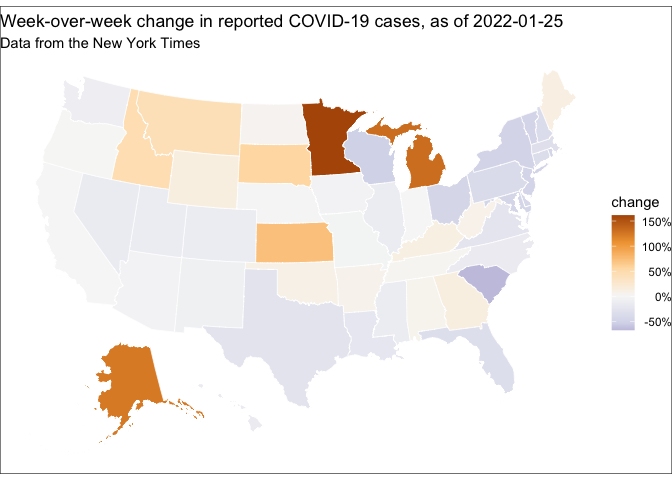 Week-over-week change in reported COVID-19 cases, as of 2022-01-25
Data from the New York Times
change
150%
100%
50%
0%
-50%